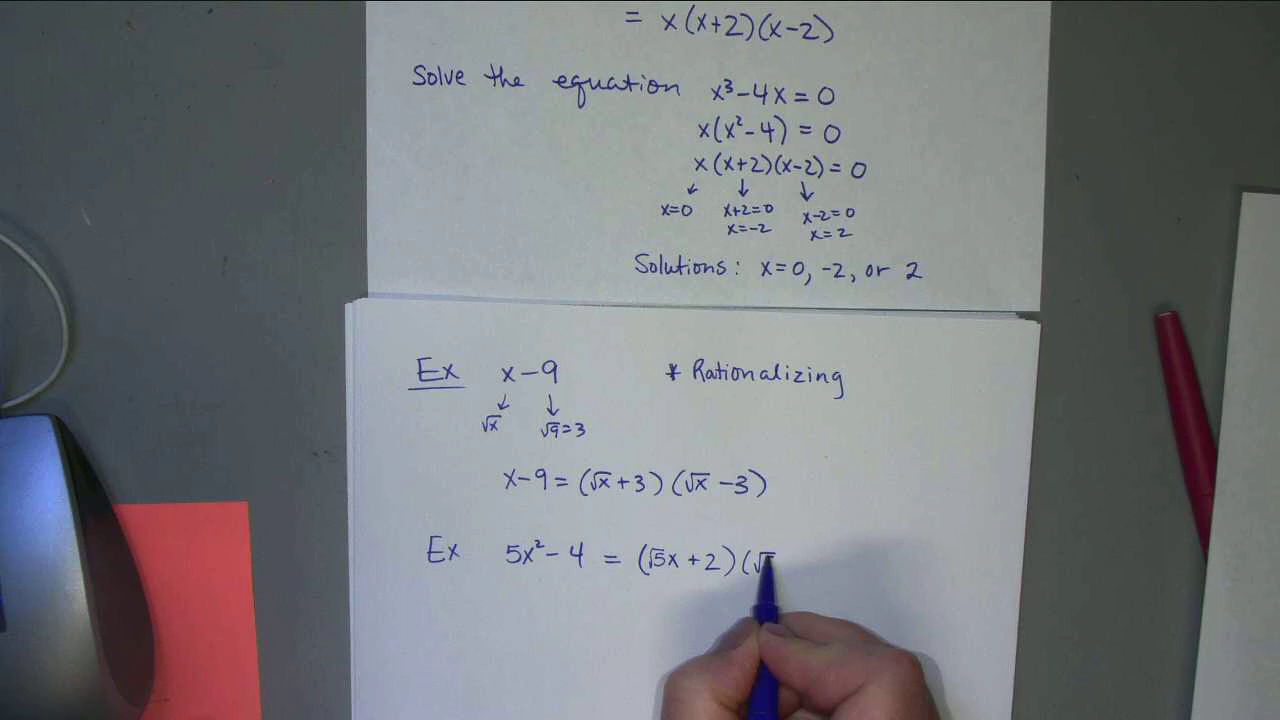 = x(x+2)(x-2)
Solve the equation x³-4x = 0
x(x²-4) = 0
x(x+2)(x-2) = 0
↙ ↓ ↓
x=0 x+2=0 x-2=0
x=-2 x=2
Solutions: x=0, -2, or 2
Ex x-9 * Rationalizing
↙ ↓
√x √9=3
x-9 = (√x+3)(√x-3)
Ex 5x²-4 = (√5x+2)(√